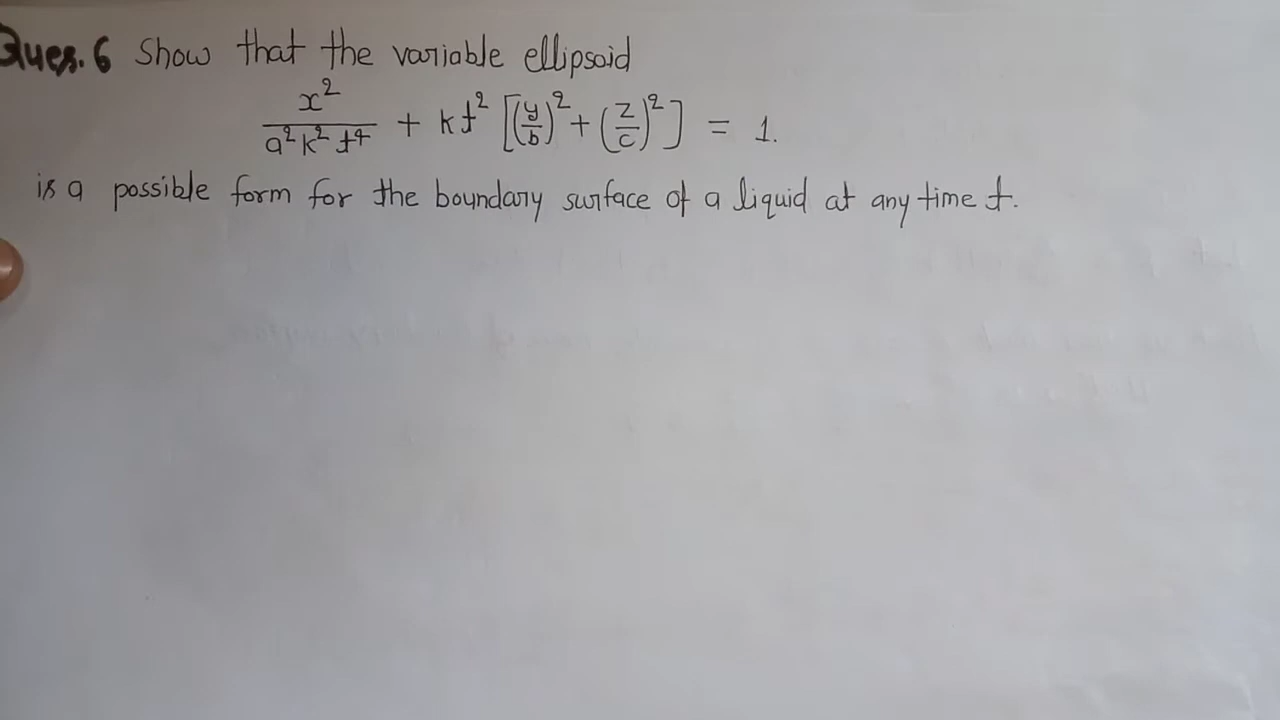 Ques. 6 Show that the variable ellipsoid
x²/(a²k²t⁴) + kt² [(y/b)² + (z/c)²] = 1.
is a possible form for the boundary surface of a liquid at any time t.